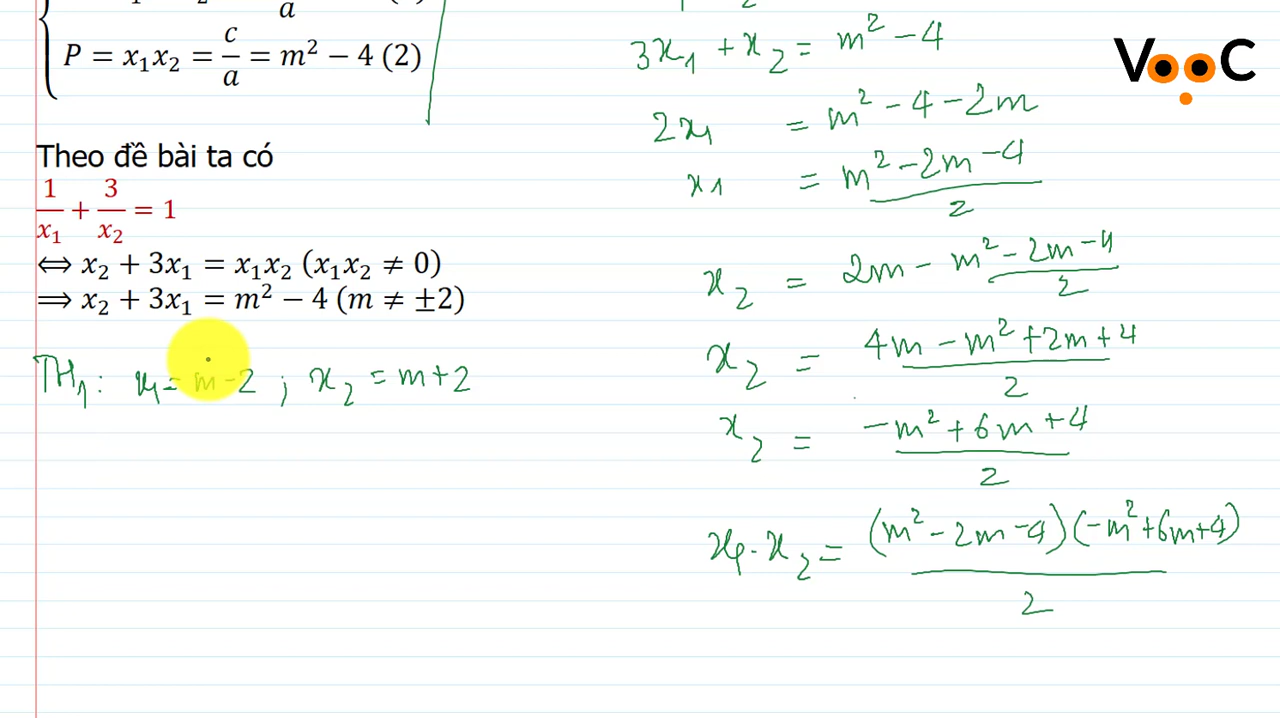 P = x₁x₂ = c/a = m² − 4 (2)
Theo đề bài ta có
1/x₁ + 3/x₂ = 1
⟺ x₂ + 3x₁ = x₁x₂ (x₁x₂ ≠ 0)
⟹ x₂ + 3x₁ = m² − 4 (m ≠ ±2)
TH₁: x₁ = m − 2 ; x₂ = m + 2
3x₁ + x₂ = m² − 4
2x₁ = m² − 4 − 2m
x₁ = (m² − 2m − 4)/2
x₂ = 2m − (m² − 2m − 4)/2
x₂ = (4m − m² + 2m + 4)/2
x₂ = (−m² + 6m + 4)/2
x₁ . x₂ = (m² − 2m − 4)(−m² + 6m + 4)/2
VOOC